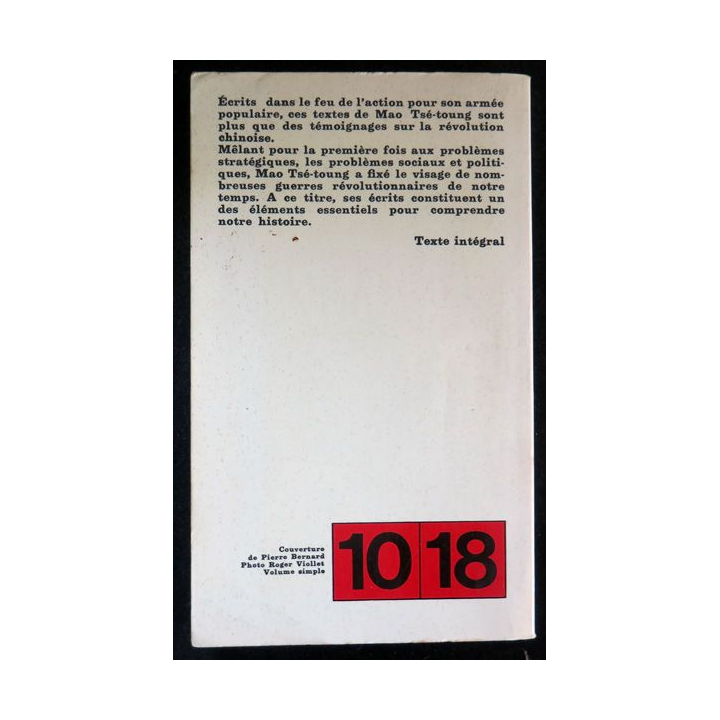 Écrits dans le feu de l'action pour son armée
populaire, ces textes de Mao Tsé-toung sont
plus que des témoignages sur la révolution
chinoise.
Mêlant pour la première fois aux problèmes
stratégiques, les problèmes sociaux et politi-
ques, Mao Tsé-toung a fixé le visage de nom-
breuses guerres révolutionnaires de notre
temps. A ce titre, ses écrits constituent un
des éléments essentiels pour comprendre
notre histoire.
Texte intégral
Couverture
de Pierre Bernard
Photo Roger Viollet
Volume simple
10 18